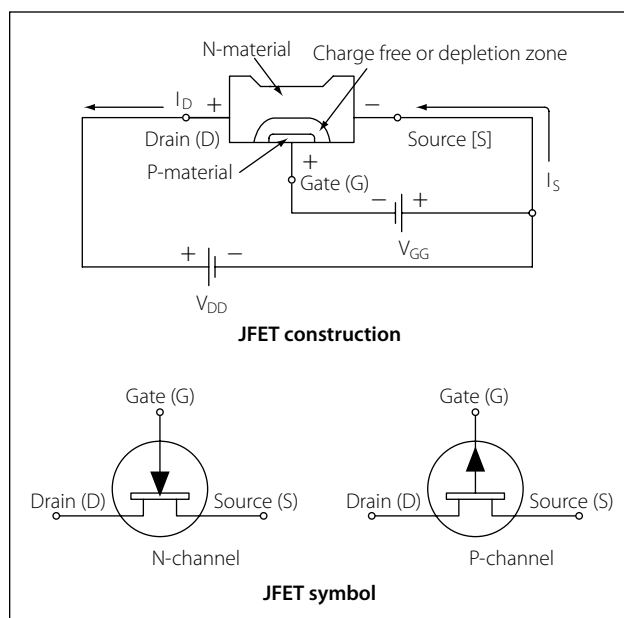 N-material
Charge free or depletion zone
I_D
+
−
Drain (D)
Source [S]
P-material
+
Gate (G)
I_S
− +
V_GG
+ −
V_DD
JFET construction
Gate (G)
Gate (G)
Drain (D)
Source (S)
Drain (D)
Source (S)
N-channel
P-channel
JFET symbol